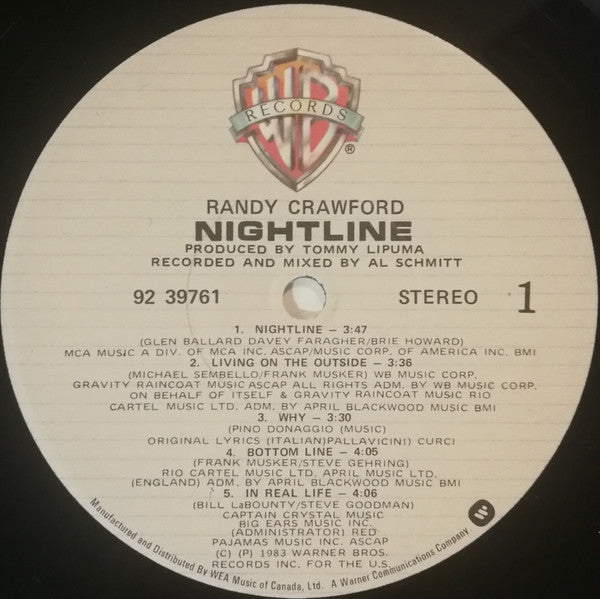 RECORDS
®
RANDY CRAWFORD
NIGHTLINE
PRODUCED BY TOMMY LIPUMA
RECORDED AND MIXED BY AL SCHMITT
92 39761 STEREO 1
1. NIGHTLINE – 3:47
(GLEN BALLARD DAVEY FARAGHER/BRIE HOWARD)
MCA MUSIC A DIV. OF MCA INC. ASCAP/MUSIC CORP. OF AMERICA INC. BMI
2. LIVING ON THE OUTSIDE – 3:36
(MICHAEL SEMBELLO/FRANK MUSKER) WB MUSIC CORP.
GRAVITY RAINCOAT MUSIC ASCAP ALL RIGHTS ADM. BY WB MUSIC CORP.
ON BEHALF OF ITSELF & GRAVITY RAINCOAT MUSIC RIO
CARTEL MUSIC LTD. ADM. BY APRIL BLACKWOOD MUSIC BMI
3. WHY – 3:30
(PINO DONAGGIO (MUSIC)
ORIGINAL LYRICS (ITALIAN)PALLAVICINI) CURCI
4. BOTTOM LINE – 4:05
(FRANK MUSKER/STEVE GEHRING)
RIO CARTEL MUSIC LTD. APRIL MUSIC LTD.
(ENGLAND) ADM. BY APRIL BLACKWOOD MUSIC BMI
5. IN REAL LIFE – 4:06
(BILL LaBOUNTY/STEVE GOODMAN)
CAPTAIN CRYSTAL MUSIC
BIG EARS MUSIC INC.
(ADMINISTRATOR) RED
PAJAMAS MUSIC INC. ASCAP
(C) (P) 1983 WARNER BROS.
RECORDS INC. FOR THE U.S.
Manufactured and Distributed By WEA Music of Canada, Ltd. A Warner Communications Company.